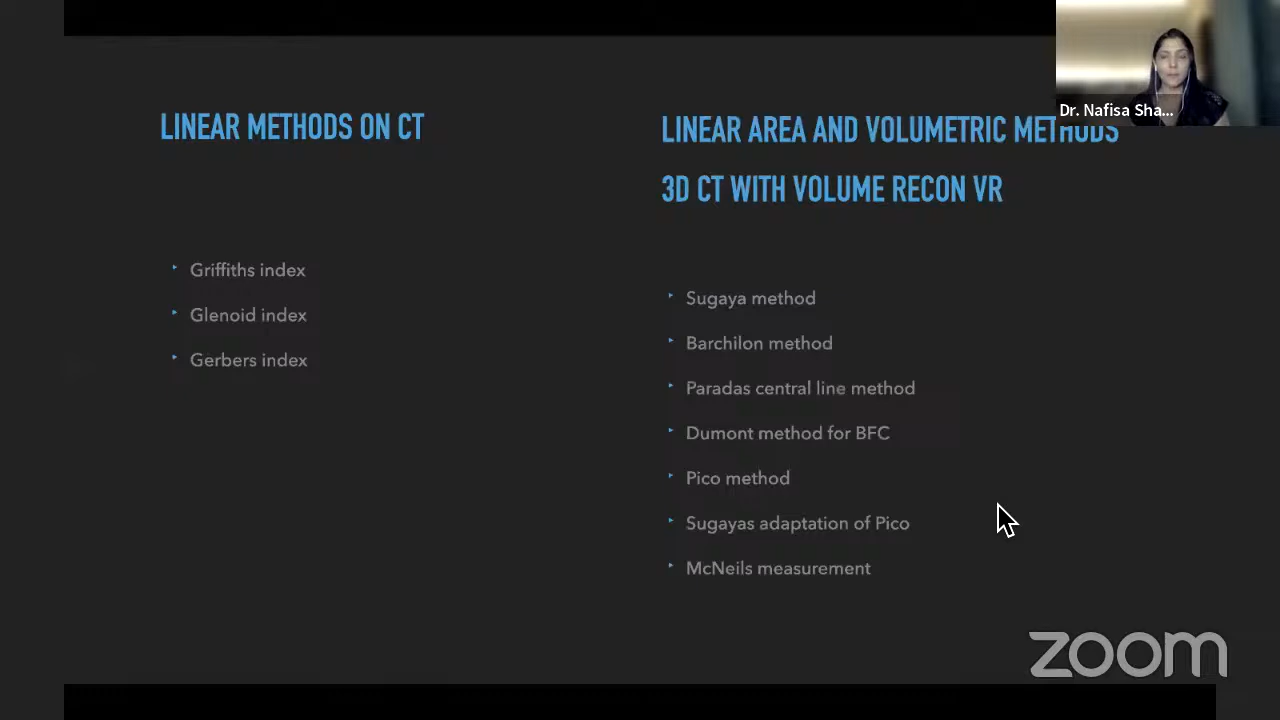 LINEAR METHODS ON CT
Griffiths index
Glenoid index
Gerbers index
LINEAR AREA AND VOLUMETRIC METHODS
3D CT WITH VOLUME RECON VR
Sugaya method
Barchilon method
Paradas central line method
Dumont method for BFC
Pico method
Sugayas adaptation of Pico
McNeils measurement
Dr. Nafisa Sha...
zoom